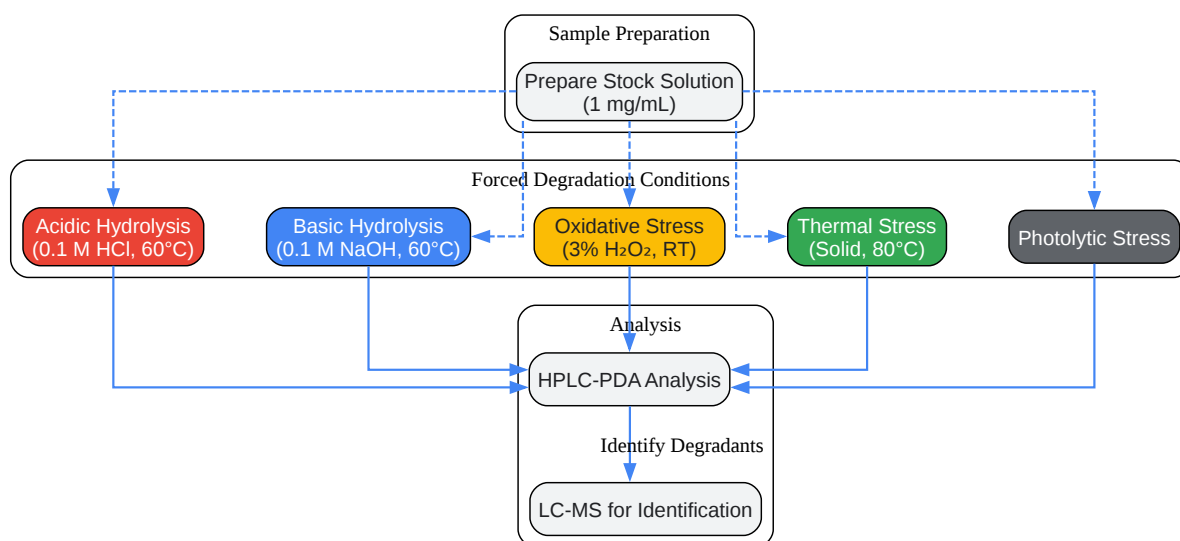 Sample Preparation
Prepare Stock Solution
(1 mg/mL)
Forced Degradation Conditions
Acidic Hydrolysis
(0.1 M HCl, 60°C)
Basic Hydrolysis
(0.1 M NaOH, 60°C)
Oxidative Stress
(3% H₂O₂, RT)
Thermal Stress
(Solid, 80°C)
Photolytic Stress
Analysis
HPLC-PDA Analysis
Identify Degradants
LC-MS for Identification